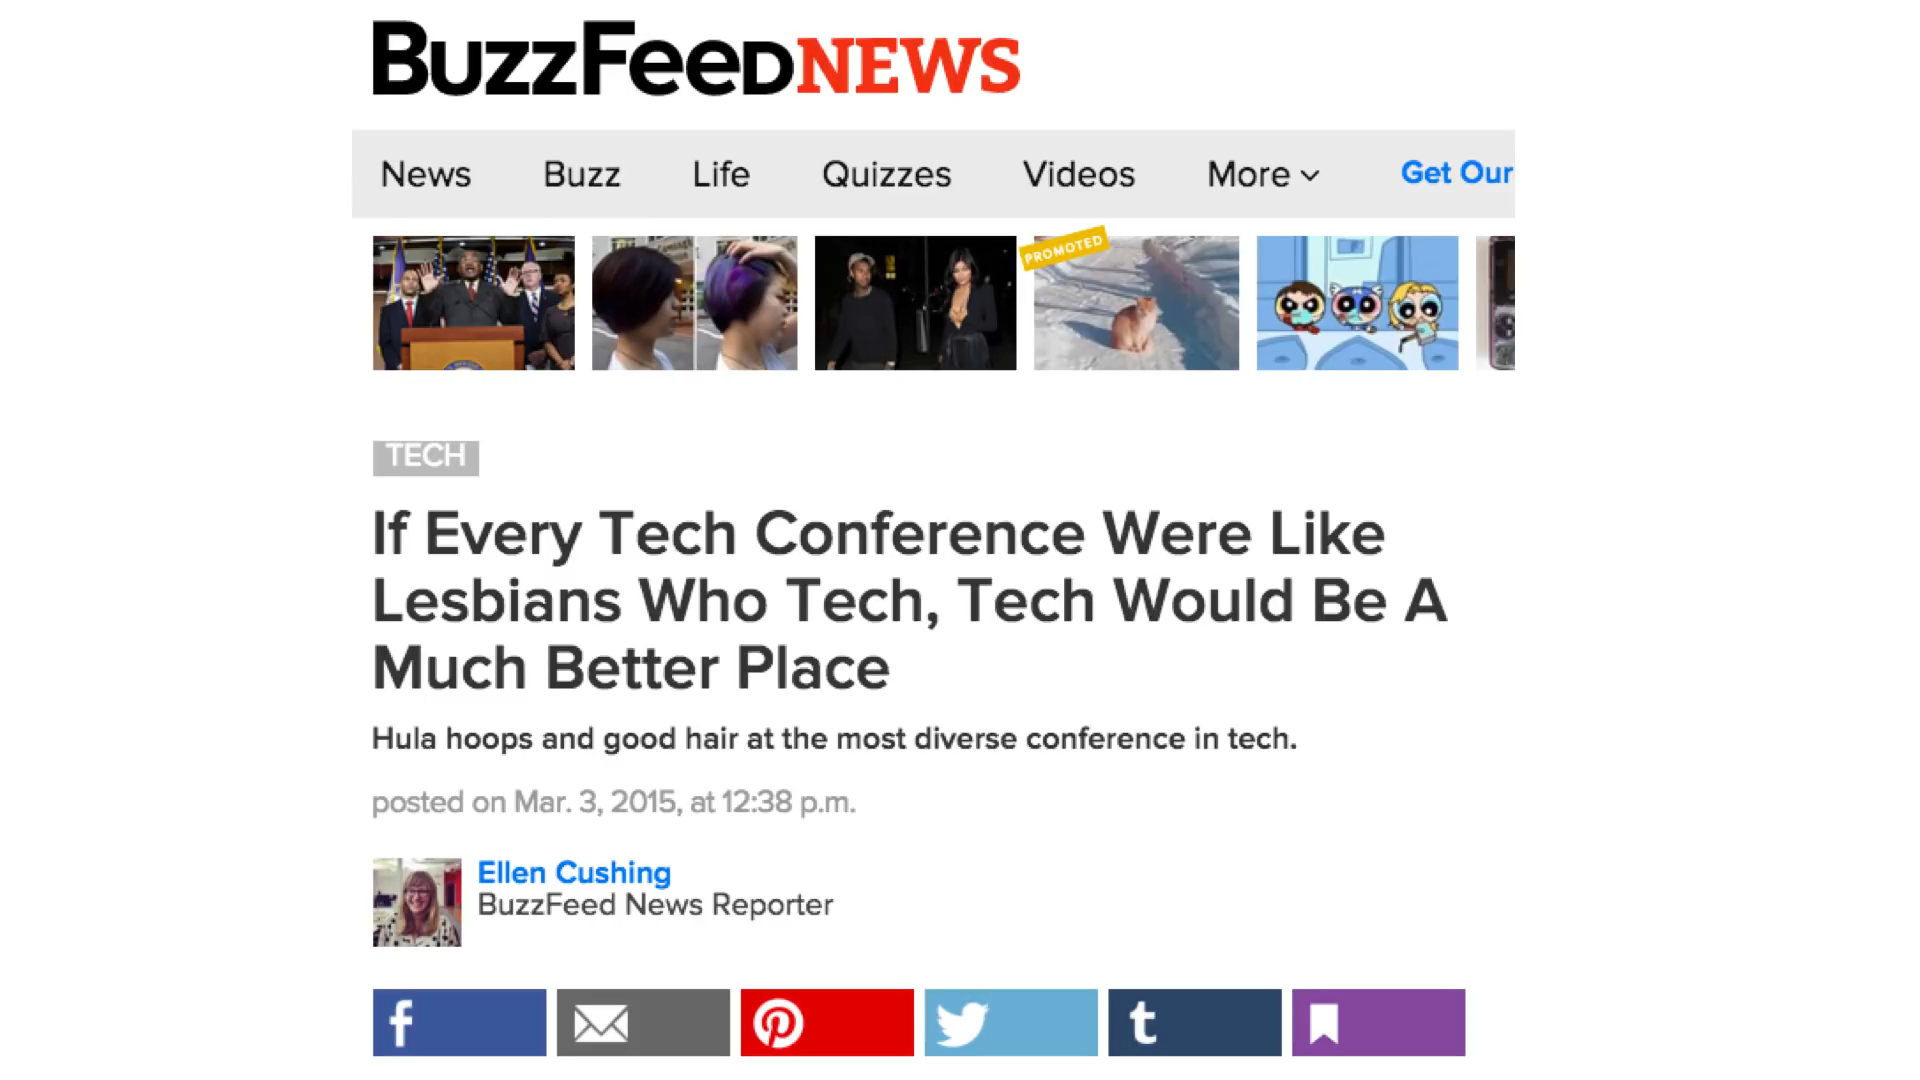 BuzzFeedNEWS
News Buzz Life Quizzes Videos More Get Our
PROMOTED
TECH
If Every Tech Conference Were Like
Lesbians Who Tech, Tech Would Be A
Much Better Place
Hula hoops and good hair at the most diverse conference in tech.
posted on Mar. 3, 2015, at 12:38 p.m.
Ellen Cushing
BuzzFeed News Reporter